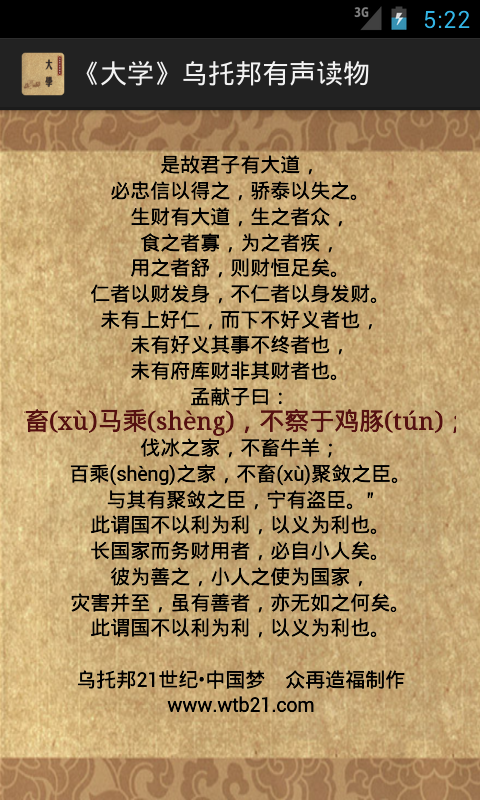 3G 5:22
《大学》乌托邦有声读物
是故君子有大道，
必忠信以得之，骄泰以失之。
生财有大道，生之者众，
食之者寡，为之者疾，
用之者舒，则财恒足矣。
仁者以财发身，不仁者以身发财。
未有上好仁，而下不好义者也，
未有好义其事不终者也，
未有府库财非其财者也。
孟献子曰：
畜(xù)马乘(shèng)，不察于鸡豚(tún)；
伐冰之家，不畜牛羊；
百乘(shèng)之家，不畜(xù)聚敛之臣。
与其有聚敛之臣，宁有盗臣。”
此谓国不以利为利，以义为利也。
长国家而务财用者，必自小人矣。
彼为善之，小人之使为国家，
灾害并至，虽有善者，亦无如之何矣。
此谓国不以利为利，以义为利也。
乌托邦21世纪•中国梦　众再造福制作
www.wtb21.com